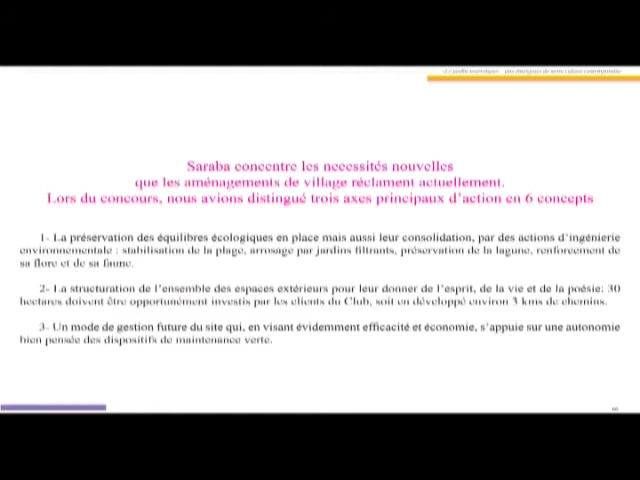 Saraba concentre les necessités nouvelles
que les aménagements de village réclament actuellement.
Lors du concours, nous avions distingué trois axes principaux d'action en 6 concepts
1- La préservation des équilibres écologiques en place mais aussi leur consolidation, par des actions d'ingénierie
environnementale : stabilisation de la plage, arrosage par jardins filtrants, préservation de la lagune, renforcement de
sa flore et de sa faune.
2- La structuration de l'ensemble des espaces extérieurs pour leur donner de l'esprit, de la vie et de la poésie; 30
hectares doivent être opportunément investis par les clients du Club, soit en développé environ 3 kms de chemins.
3- Un mode de gestion future du site qui, en visant évidemment efficacité et économie, s'appuie sur une autonomie
bien pensée des dispositifs de maintenance verte.